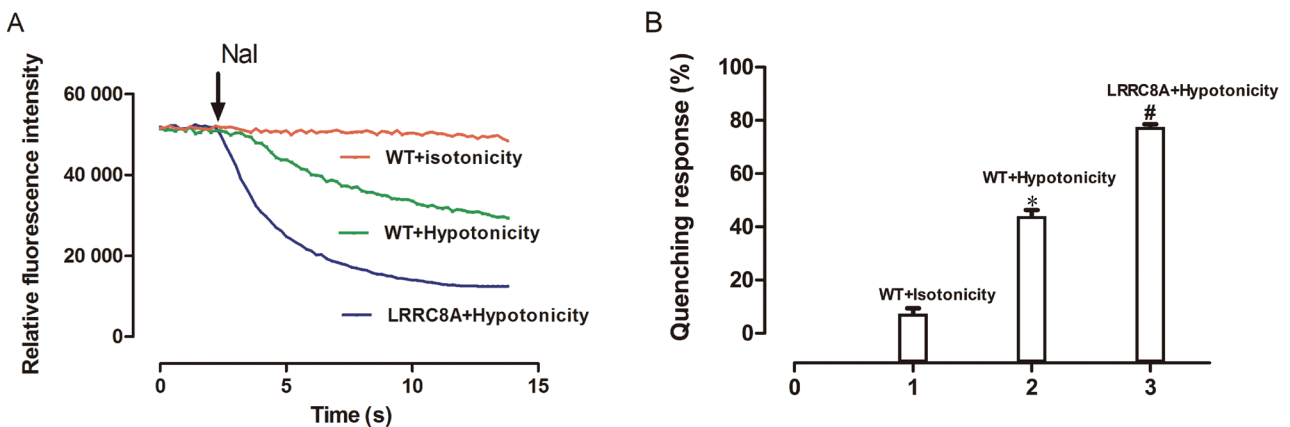 A
NaI
Relative fluorescence intensity
60 000
40 000
20 000
0
WT+isotonicity
WT+Hypotonicity
LRRC8A+Hypotonicity
0 5 10 15
Time (s)
B
Quenching response (%)
100
80
60
40
20
0
LRRC8A+Hypotonicity
#
WT+Hypotonicity
*
WT+Isotonicity
0 1 2 3